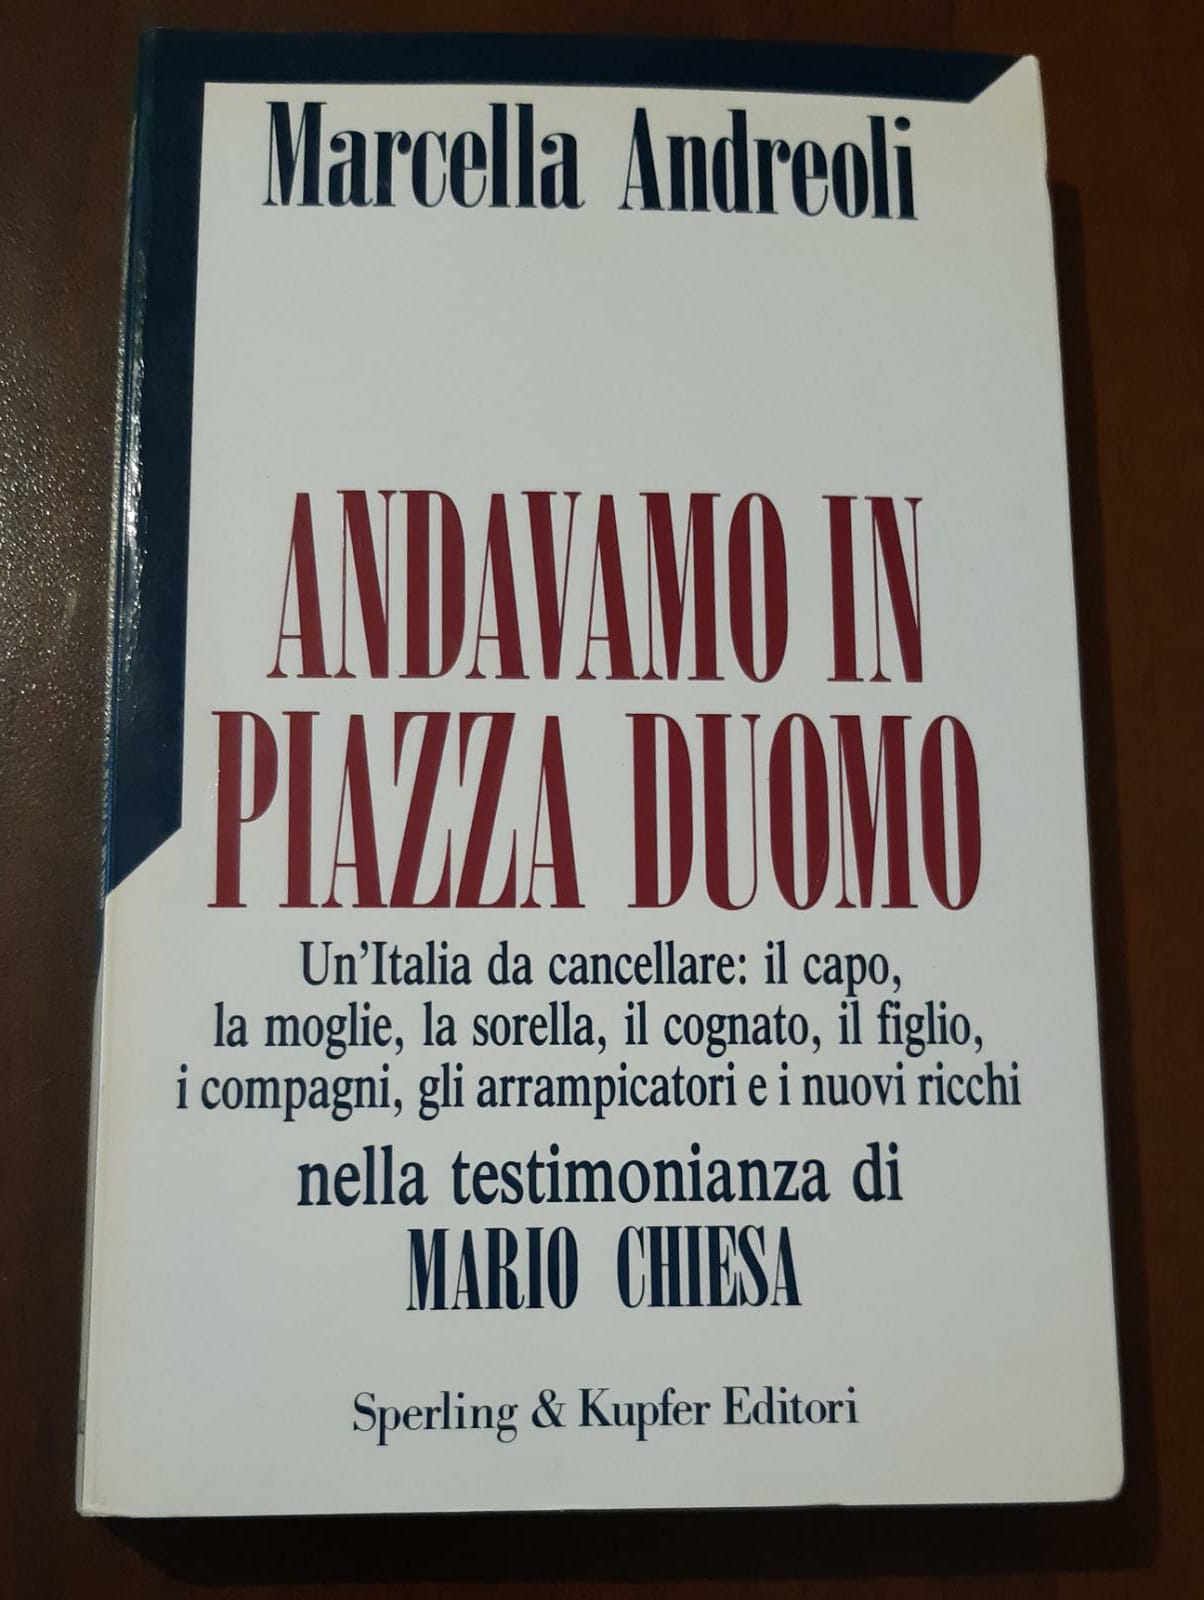 Marcella Andreoli
ANDAVAMO IN
PIAZZA DUOMO
Un'Italia da cancellare: il capo,
la moglie, la sorella, il cognato, il figlio,
i compagni, gli arrampicatori e i nuovi ricchi
nella testimonianza di
MARIO CHIESA
Sperling & Kupfer Editori